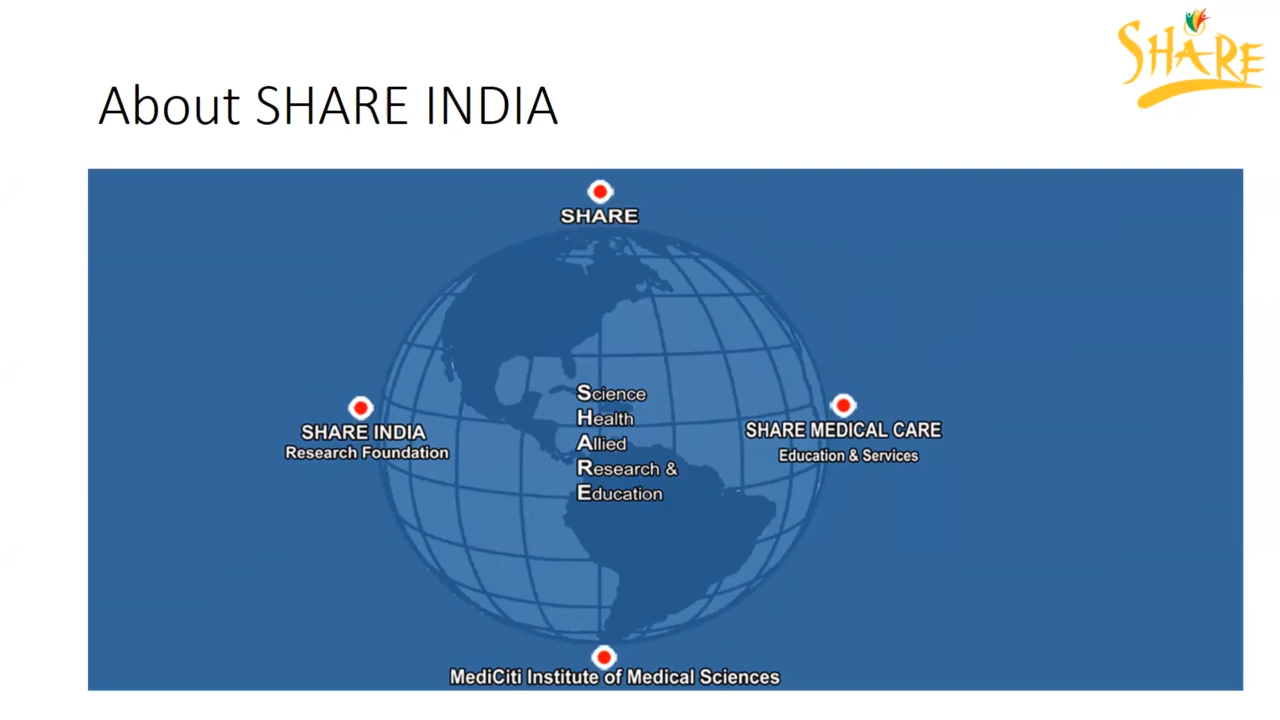 SHARE
About SHARE INDIA
SHARE
Science
Health
Allied
Research &
Education
SHARE INDIA
Research Foundation
SHARE MEDICAL CARE
Education & Services
MediCiti Institute of Medical Sciences